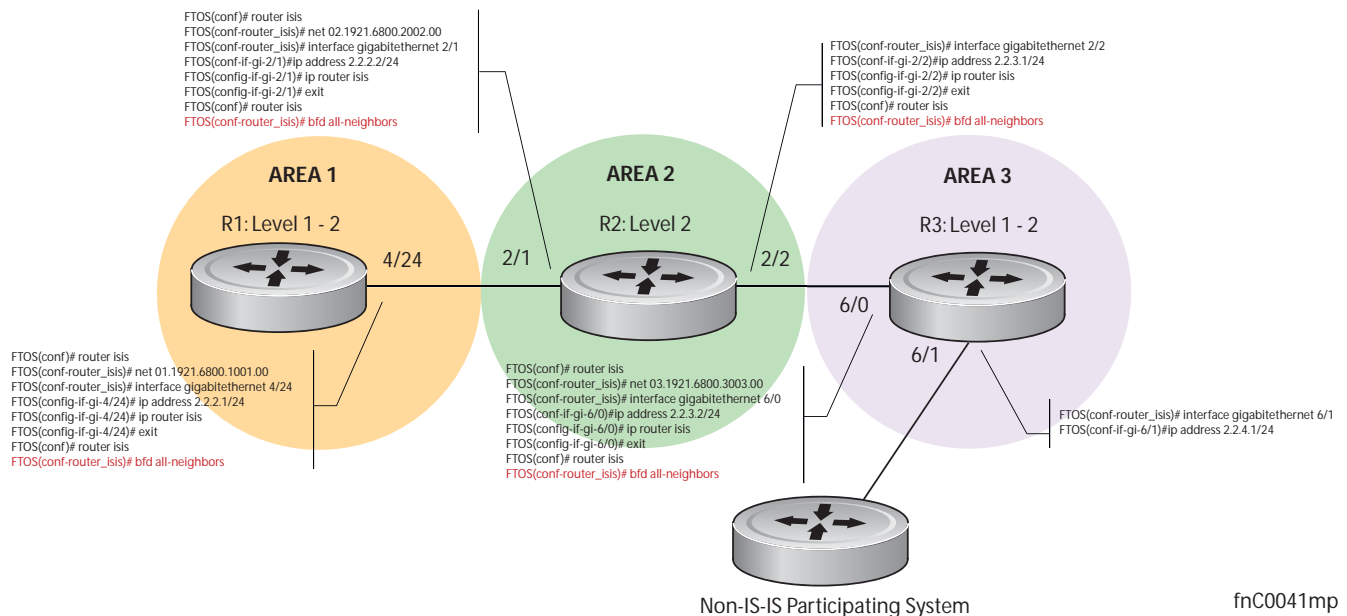 FTOS(conf)# router isis
FTOS(conf-router_isis)# net 02.1921.6800.2002.00
FTOS(conf-router_isis)# interface gigabitethernet 2/1
FTOS(conf-if-gi-2/1)#ip address 2.2.2.2/24
FTOS(config-if-gi-2/1)# ip router isis
FTOS(config-if-gi-2/1)# exit
FTOS(conf)# router isis
FTOS(conf-router_isis)# bfd all-neighbors
FTOS(conf-router_isis)# interface gigabitethernet 2/2
FTOS(conf-if-gi-2/2)#ip address 2.2.3.1/24
FTOS(config-if-gi-2/2)# ip router isis
FTOS(config-if-gi-2/2)# exit
FTOS(conf)# router isis
FTOS(conf-router_isis)# bfd all-neighbors
AREA 1
AREA 2
AREA 3
R1: Level 1 - 2
R2: Level 2
R3: Level 1 - 2
4/24
2/1
2/2
6/0
6/1
FTOS(conf)# router isis
FTOS(conf-router_isis)# net 01.1921.6800.1001.00
FTOS(conf-router_isis)# interface gigabitethernet 4/24
FTOS(config-if-gi-4/24)# ip address 2.2.2.1/24
FTOS(config-if-gi-4/24)# ip router isis
FTOS(config-if-gi-4/24)# exit
FTOS(conf)# router isis
FTOS(conf-router_isis)# bfd all-neighbors
FTOS(conf)# router isis
FTOS(conf-router_isis)# net 03.1921.6800.3003.00
FTOS(conf-router_isis)# interface gigabitethernet 6/0
FTOS(conf-if-gi-6/0)#ip address 2.2.3.2/24
FTOS(config-if-gi-6/0)# ip router isis
FTOS(config-if-gi-6/0)# exit
FTOS(conf)# router isis
FTOS(conf-router_isis)# bfd all-neighbors
FTOS(conf-router_isis)# interface gigabitethernet 6/1
FTOS(conf-if-gi-6/1)#ip address 2.2.4.1/24
Non-IS-IS Participating System
fnC0041mp